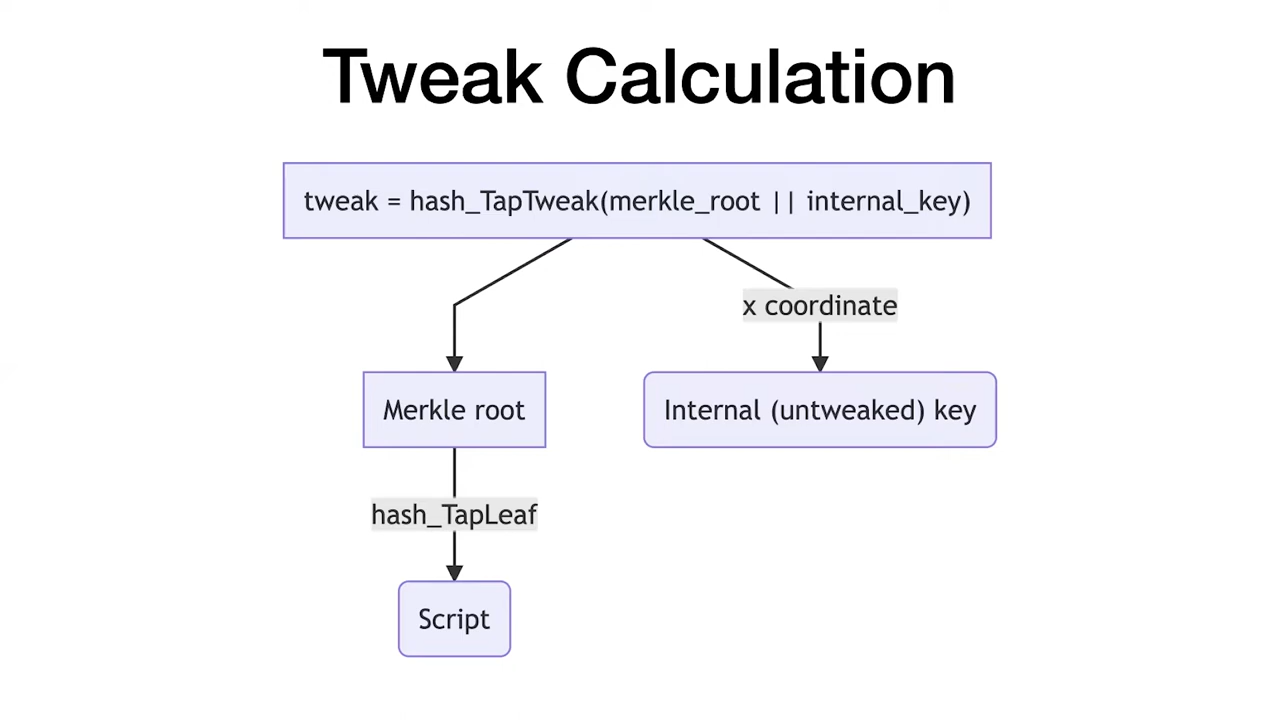 Tweak Calculation
tweak = hash_TapTweak(merkle_root || internal_key)
x coordinate
Merkle root
Internal (untweaked) key
hash_TapLeaf
Script